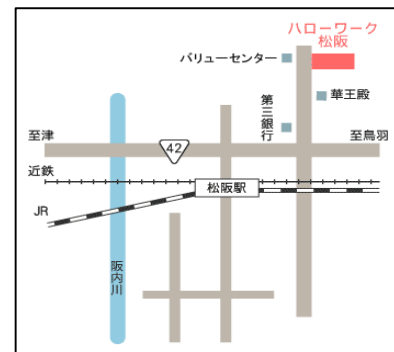 ハローワーク
松阪
バリューセンター
華王殿
第三銀行
至津
至鳥羽
42
近鉄
松阪駅
JR
阪内川